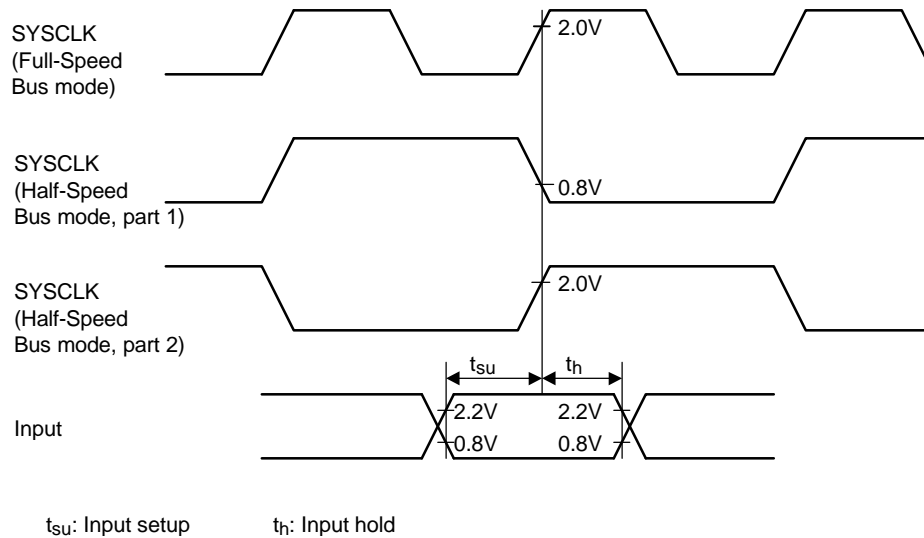 SYSCLK
(Full-Speed
Bus mode)
2.0V
SYSCLK
(Half-Speed
Bus mode, part 1)
0.8V
SYSCLK
(Half-Speed
Bus mode, part 2)
2.0V
tsu th
Input
2.2V 2.2V
0.8V 0.8V
tsu: Input setup th: Input hold